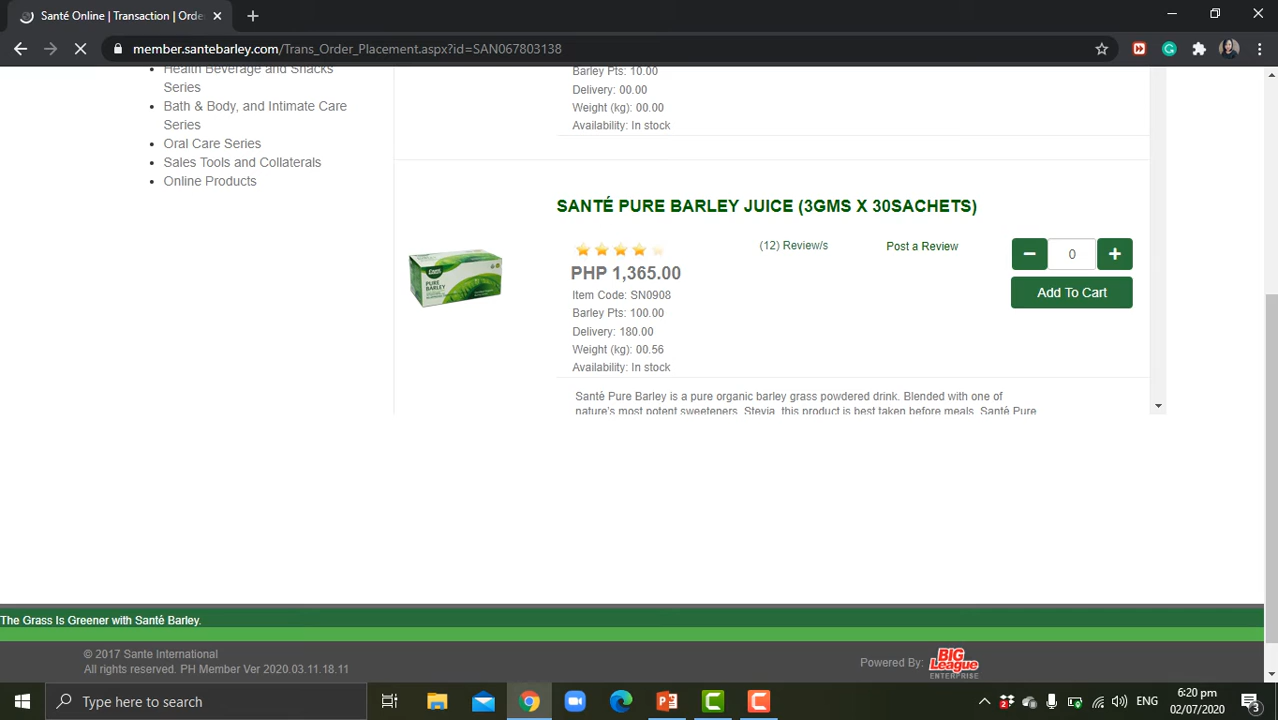 Santé Online | Transaction | Orde
member.santebarley.com/Trans_Order_Placement.aspx?id=SAN067803138
Health Beverage and Snacks
Series
Bath & Body, and Intimate Care
Series
Oral Care Series
Sales Tools and Collaterals
Online Products
Barley Pts: 10.00
Delivery: 00.00
Weight (kg): 00.00
Availability: In stock
SANTÉ PURE BARLEY JUICE (3GMS X 30SACHETS)
(12) Review/s
Post a Review
PHP 1,365.00
Item Code: SN0908
Barley Pts: 100.00
Delivery: 180.00
Weight (kg): 00.56
Availability: In stock
0
Add To Cart
PURE
BARLEY
Santé Pure Barley is a pure organic barley grass powdered drink. Blended with one of
nature's most potent sweeteners, Stevia, this product is best taken before meals. Santé Pure
The Grass Is Greener with Santé Barley.
© 2017 Sante International
All rights reserved. PH Member Ver 2020.03.11.18.11
Powered By:
BIG
League
ENTERPRISE
Type here to search
ENG
6:20 pm
02/07/2020
3